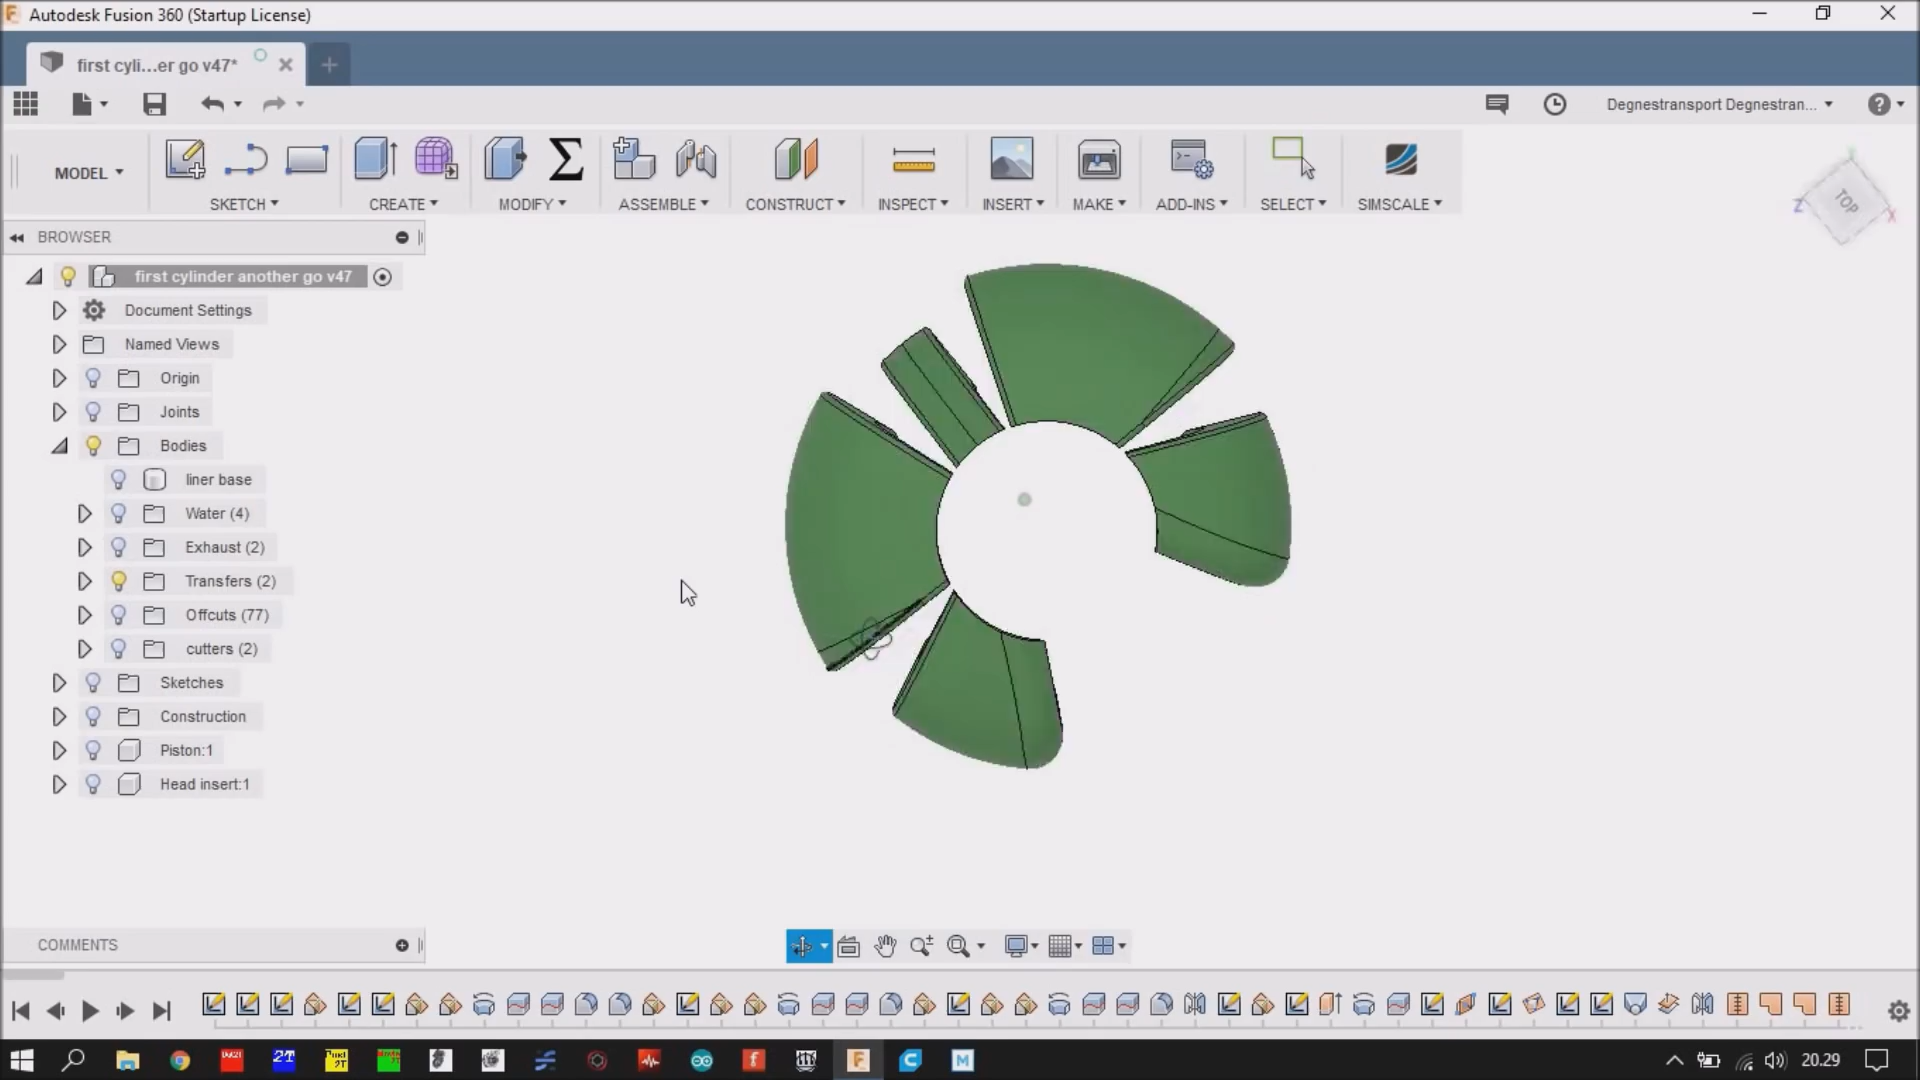 Autodesk Fusion 360 (Startup License)
first cyli...er go v47*
Degnestransport Degnestran...
MODEL
SKETCH
CREATE
MODIFY
ASSEMBLE
CONSTRUCT
INSPECT
INSERT
MAKE
ADD-INS
SELECT
SIMSCALE
TOP
Z
X
BROWSER
first cylinder another go v47
Document Settings
Named Views
Origin
Joints
Bodies
liner base
Water (4)
Exhaust (2)
Transfers (2)
Offcuts (77)
cutters (2)
Sketches
Construction
Piston:1
Head insert:1
COMMENTS
2T
20.29